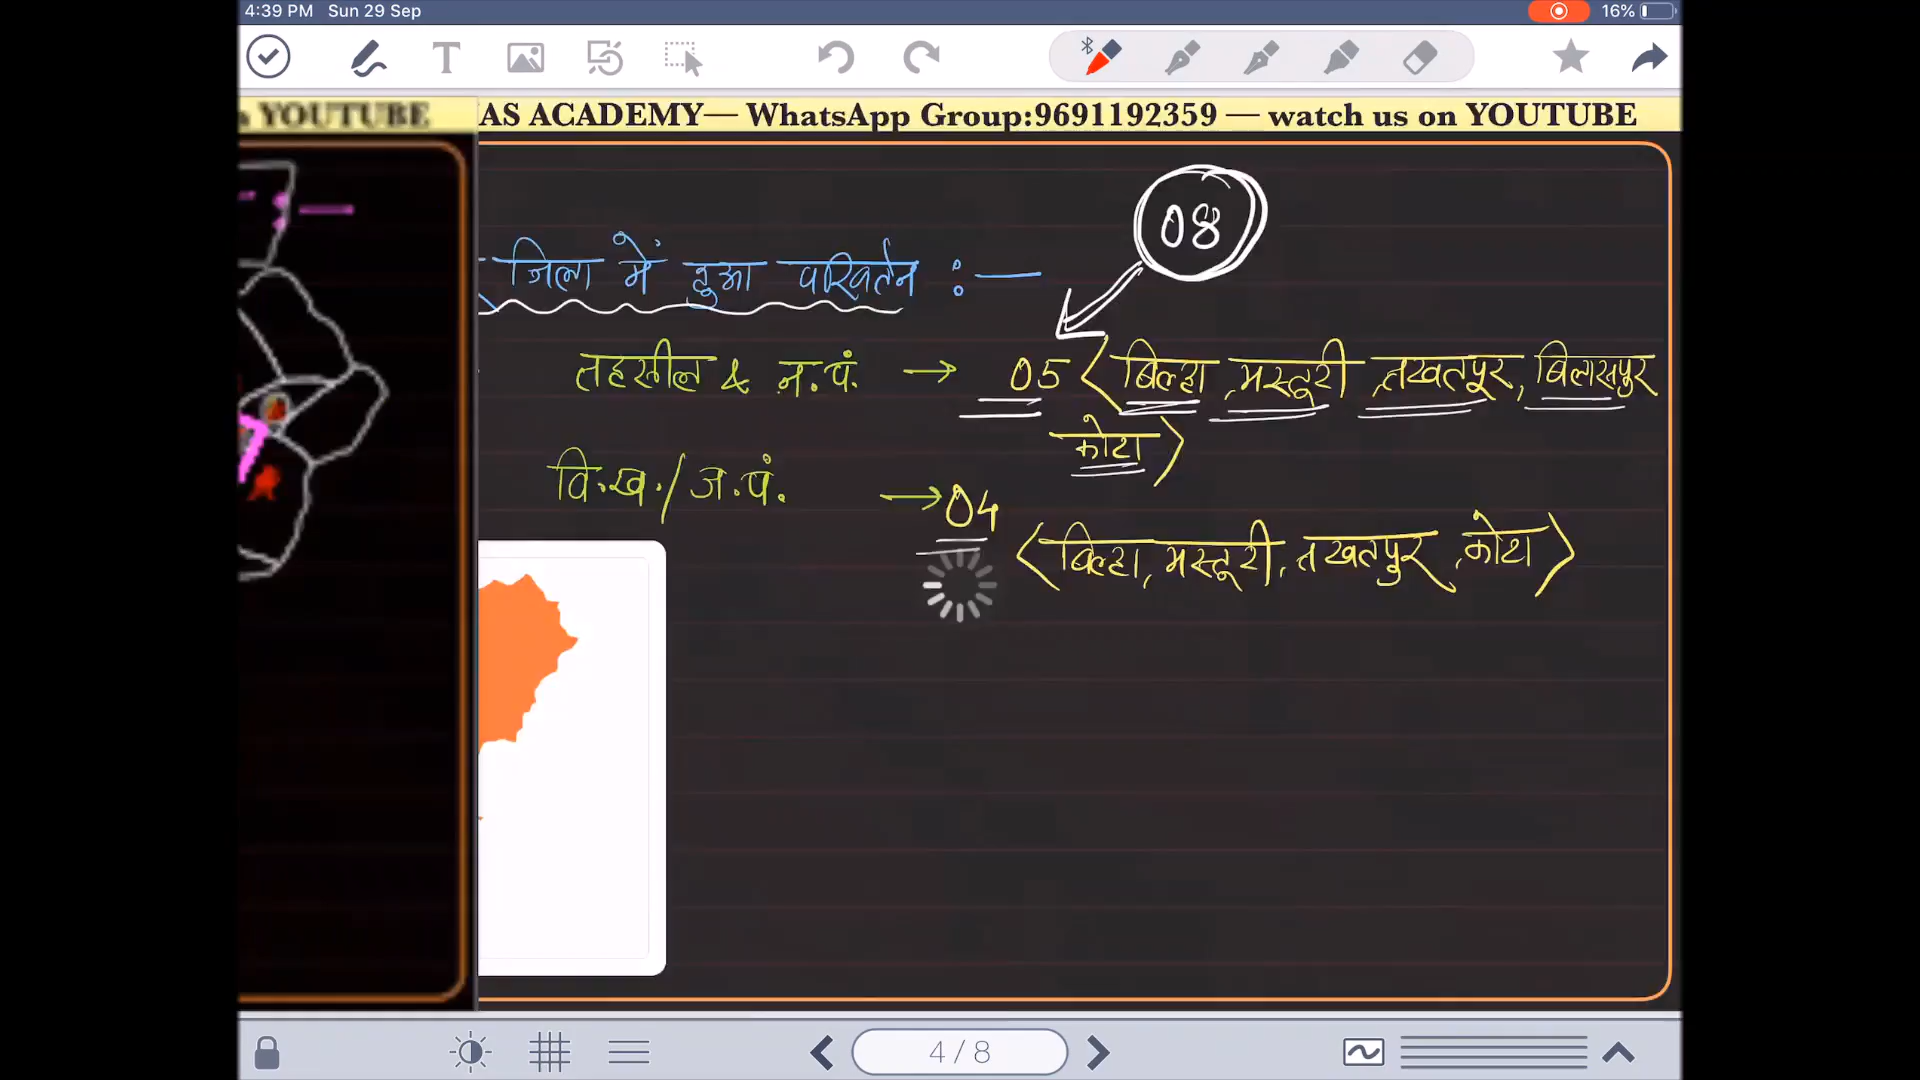 4:39 PM Sun 29 Sep
16%
YOUTUBE
AS ACADEMY— WhatsApp Group:9691192359 — watch us on YOUTUBE
08
जिला में हुआ परिवर्तन :—
तहसील & न.पं. → 05 (बिल्हा, मस्तूरी, तखतपुर, बिलासपुर
कोटा)
वि.ख./ज.पं. → 04
(बिल्हा, मस्तूरी, तखतपुर, कोटा)
4 / 8